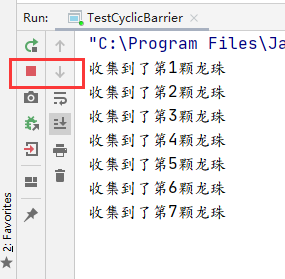 Run:
TestCyclicBarrier
"C:\Program Files\Ja
收集到了第1颗龙珠
收集到了第2颗龙珠
收集到了第3颗龙珠
收集到了第4颗龙珠
收集到了第5颗龙珠
收集到了第6颗龙珠
收集到了第7颗龙珠
2: Favorites